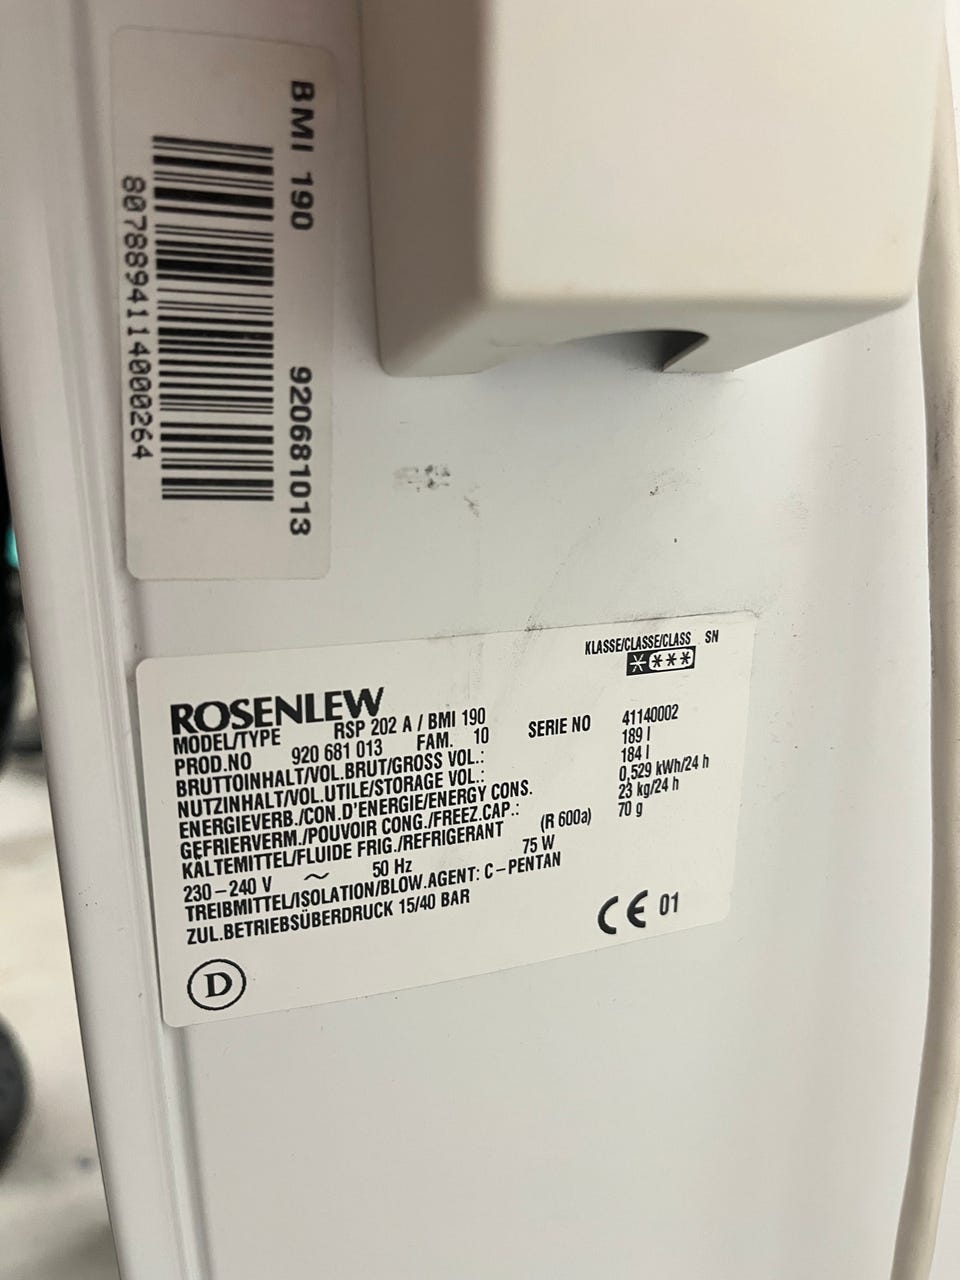 BMI 190 920681013
8078894114000264
KLASSE/CLASSE/CLASS SN
ROSENLEW
MODEL/TYPE RSP 202 A / BMI 190
PROD.NO 920 681 013 FAM. 10 SERIE NO 41140002
BRUTTOINHALT/VOL.BRUT/GROSS VOL.: 189 l
NUTZINHALT/VOL.UTILE/STORAGE VOL.: 184 l
ENERGIEVERB./CON.D'ENERGIE/ENERGY CONS. 0,529 kWh/24 h
GEFRIERVERM./POUVOIR CONG./FREEZ.CAP.: 23 kg/24 h
KÄLTEMITTEL/FLUIDE FRIG./REFRIGERANT (R 600a) 70 g
230-240 V ~ 50 Hz 75 W
TREIBMITTEL/ISOLATION/BLOW.AGENT: C-PENTAN
ZUL.BETRIEBSÜBERDRUCK 15/40 BAR
CE 01
D